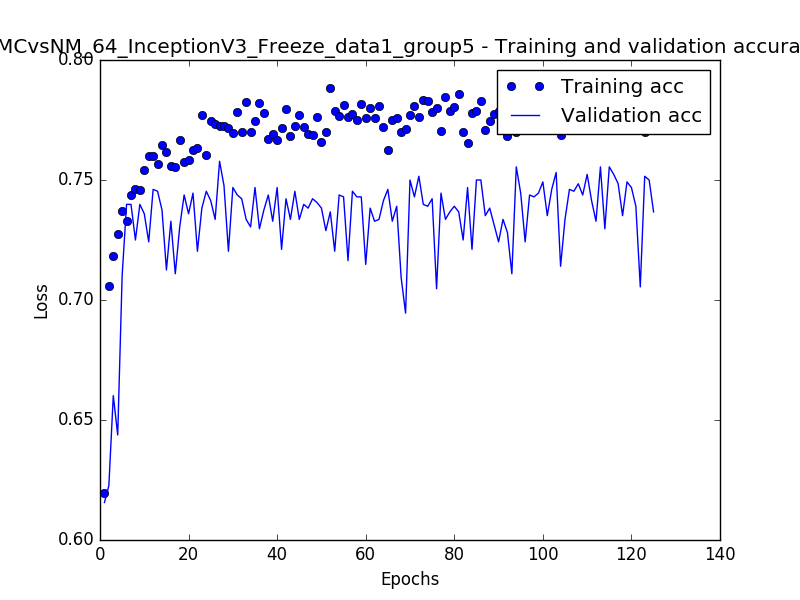 MCvsNM_64_InceptionV3_Freeze_data1_group5 - Training and validation accura
Training acc
Validation acc
Loss
0.80
0.75
0.70
0.65
0.60
0 20 40 60 80 100 120 140
Epochs